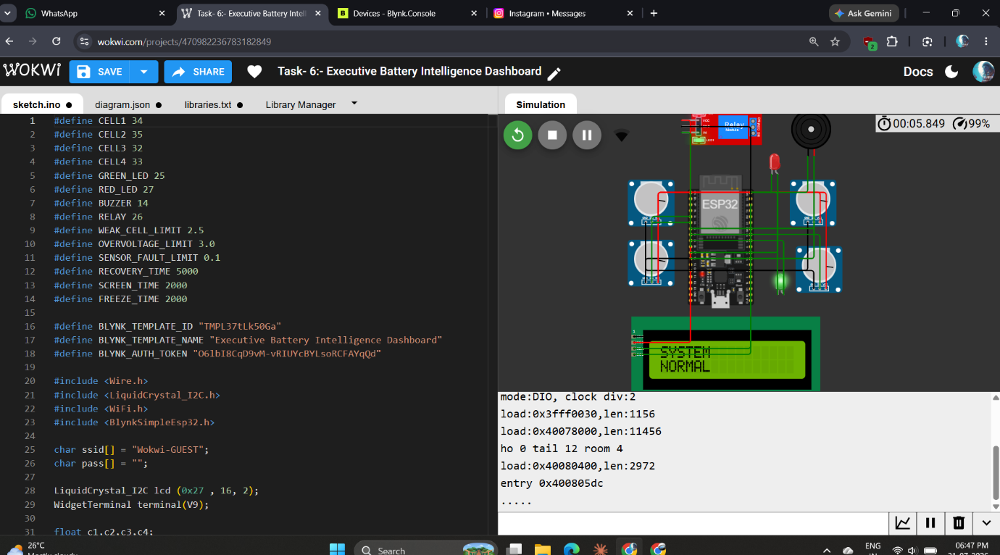 WhatsApp
Task- 6:- Executive Battery Intell
Devices - Blynk.Console
Instagram • Messages
Ask Gemini
wokwi.com/projects/470982236783182849
2
WOKWi
SAVE
SHARE
Task- 6:- Executive Battery Intelligence Dashboard
Docs
sketch.ino
diagram.json
libraries.txt
Library Manager
Simulation
1 #define CELL1 34
2 #define CELL2 35
3 #define CELL3 32
4 #define CELL4 33
5 #define GREEN_LED 25
6 #define RED_LED 27
7 #define BUZZER 14
8 #define RELAY 26
9 #define WEAK_CELL_LIMIT 2.5
10 #define OVERVOLTAGE_LIMIT 3.0
11 #define SENSOR_FAULT_LIMIT 0.1
12 #define RECOVERY_TIME 5000
13 #define SCREEN_TIME 2000
14 #define FREEZE_TIME 2000
15
16 #define BLYNK_TEMPLATE_ID "TMPL37tLk50Ga"
17 #define BLYNK_TEMPLATE_NAME "Executive Battery Intelligence Dashboard"
18 #define BLYNK_AUTH_TOKEN "O6lbI8CqD9vM-vRIUYcBYLsoRCFAYqQd"
19
20 #include <Wire.h>
21 #include <LiquidCrystal_I2C.h>
22 #include <WiFi.h>
23 #include <BlynkSimpleEsp32.h>
24
25 char ssid[] = "Wokwi-GUEST";
26 char pass[] = "";
27
28 LiquidCrystal_I2C lcd (0x27 , 16, 2);
29 WidgetTerminal terminal(V9);
30
31 float c1,c2,c3,c4;
00:05.849
99%
Relay
Module
VCC
IN
ESP32
SYSTEM
NORMAL
mode:DIO, clock div:2
load:0x3fff0030,len:1156
load:0x40078000,len:11456
ho 0 tail 12 room 4
load:0x40080400,len:2972
entry 0x400805dc
.....
26°C
Mostly cloudy
Search
ENG
IN
06:47 PM